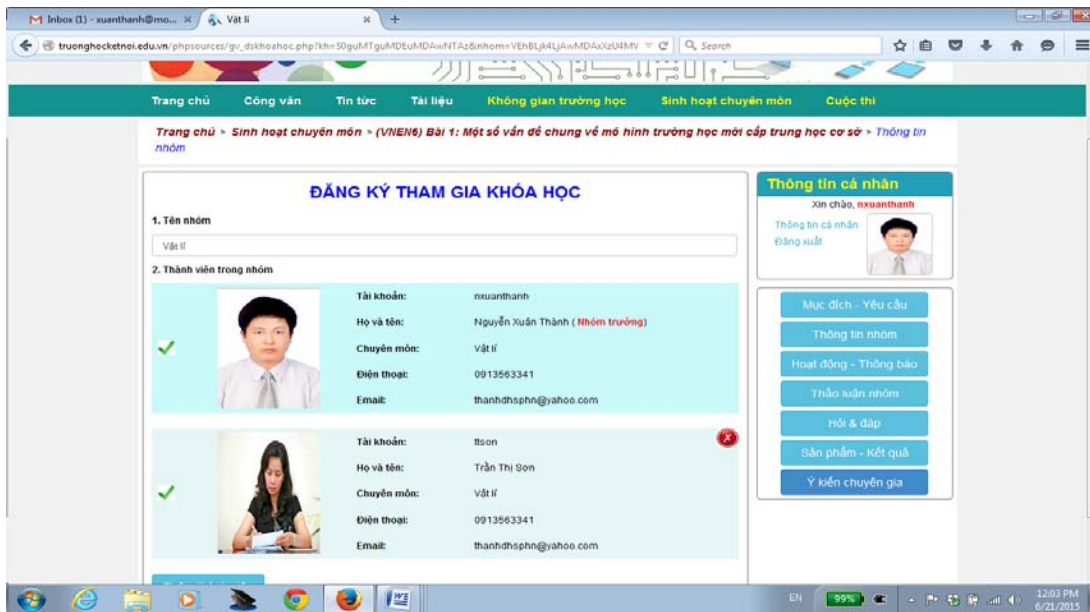 Inbox (1) - xuanthanh@mo...
Vật lí
truonghocketnoi.edu.vn/phpsources/gv_dskhoahoc.php?
Search
Trang chủ Công văn Tin tức Tài liệu Không gian trường học Sinh hoạt chuyên môn Cuộc thi
Trang chủ » Sinh hoạt chuyên môn » (VNEN6) Bài 1: Một số vấn đề chung về mô hình trường học mới cấp trung học cơ sở » Thông tin
nhóm
ĐĂNG KÝ THAM GIA KHÓA HỌC
1. Tên nhóm
Vật lí
2. Thành viên trong nhóm
Tài khoản: nxuanthanh
Họ và tên: Nguyễn Xuân Thành ( Nhóm trưởng)
Chuyên môn: Vật lí
Điện thoại: 0913563341
Email: thanhdhsphn@yahoo.com
Tài khoản: ttson
Họ và tên: Trần Thị Sơn
Chuyên môn: Vật lí
Điện thoại: 0913563341
Email: thanhdhsphn@yahoo.com
Thông tin cá nhân
Xin chào, nxuanthanh
Thông tin cá nhân
Đăng xuất
Mục đích - Yêu cầu
Thông tin nhóm
Hoạt động - Thông báo
Thảo luận nhóm
Hỏi & đáp
Sản phẩm - Kết quả
Ý kiến chuyên gia
EN
99%
12:03 PM
6/21/2015